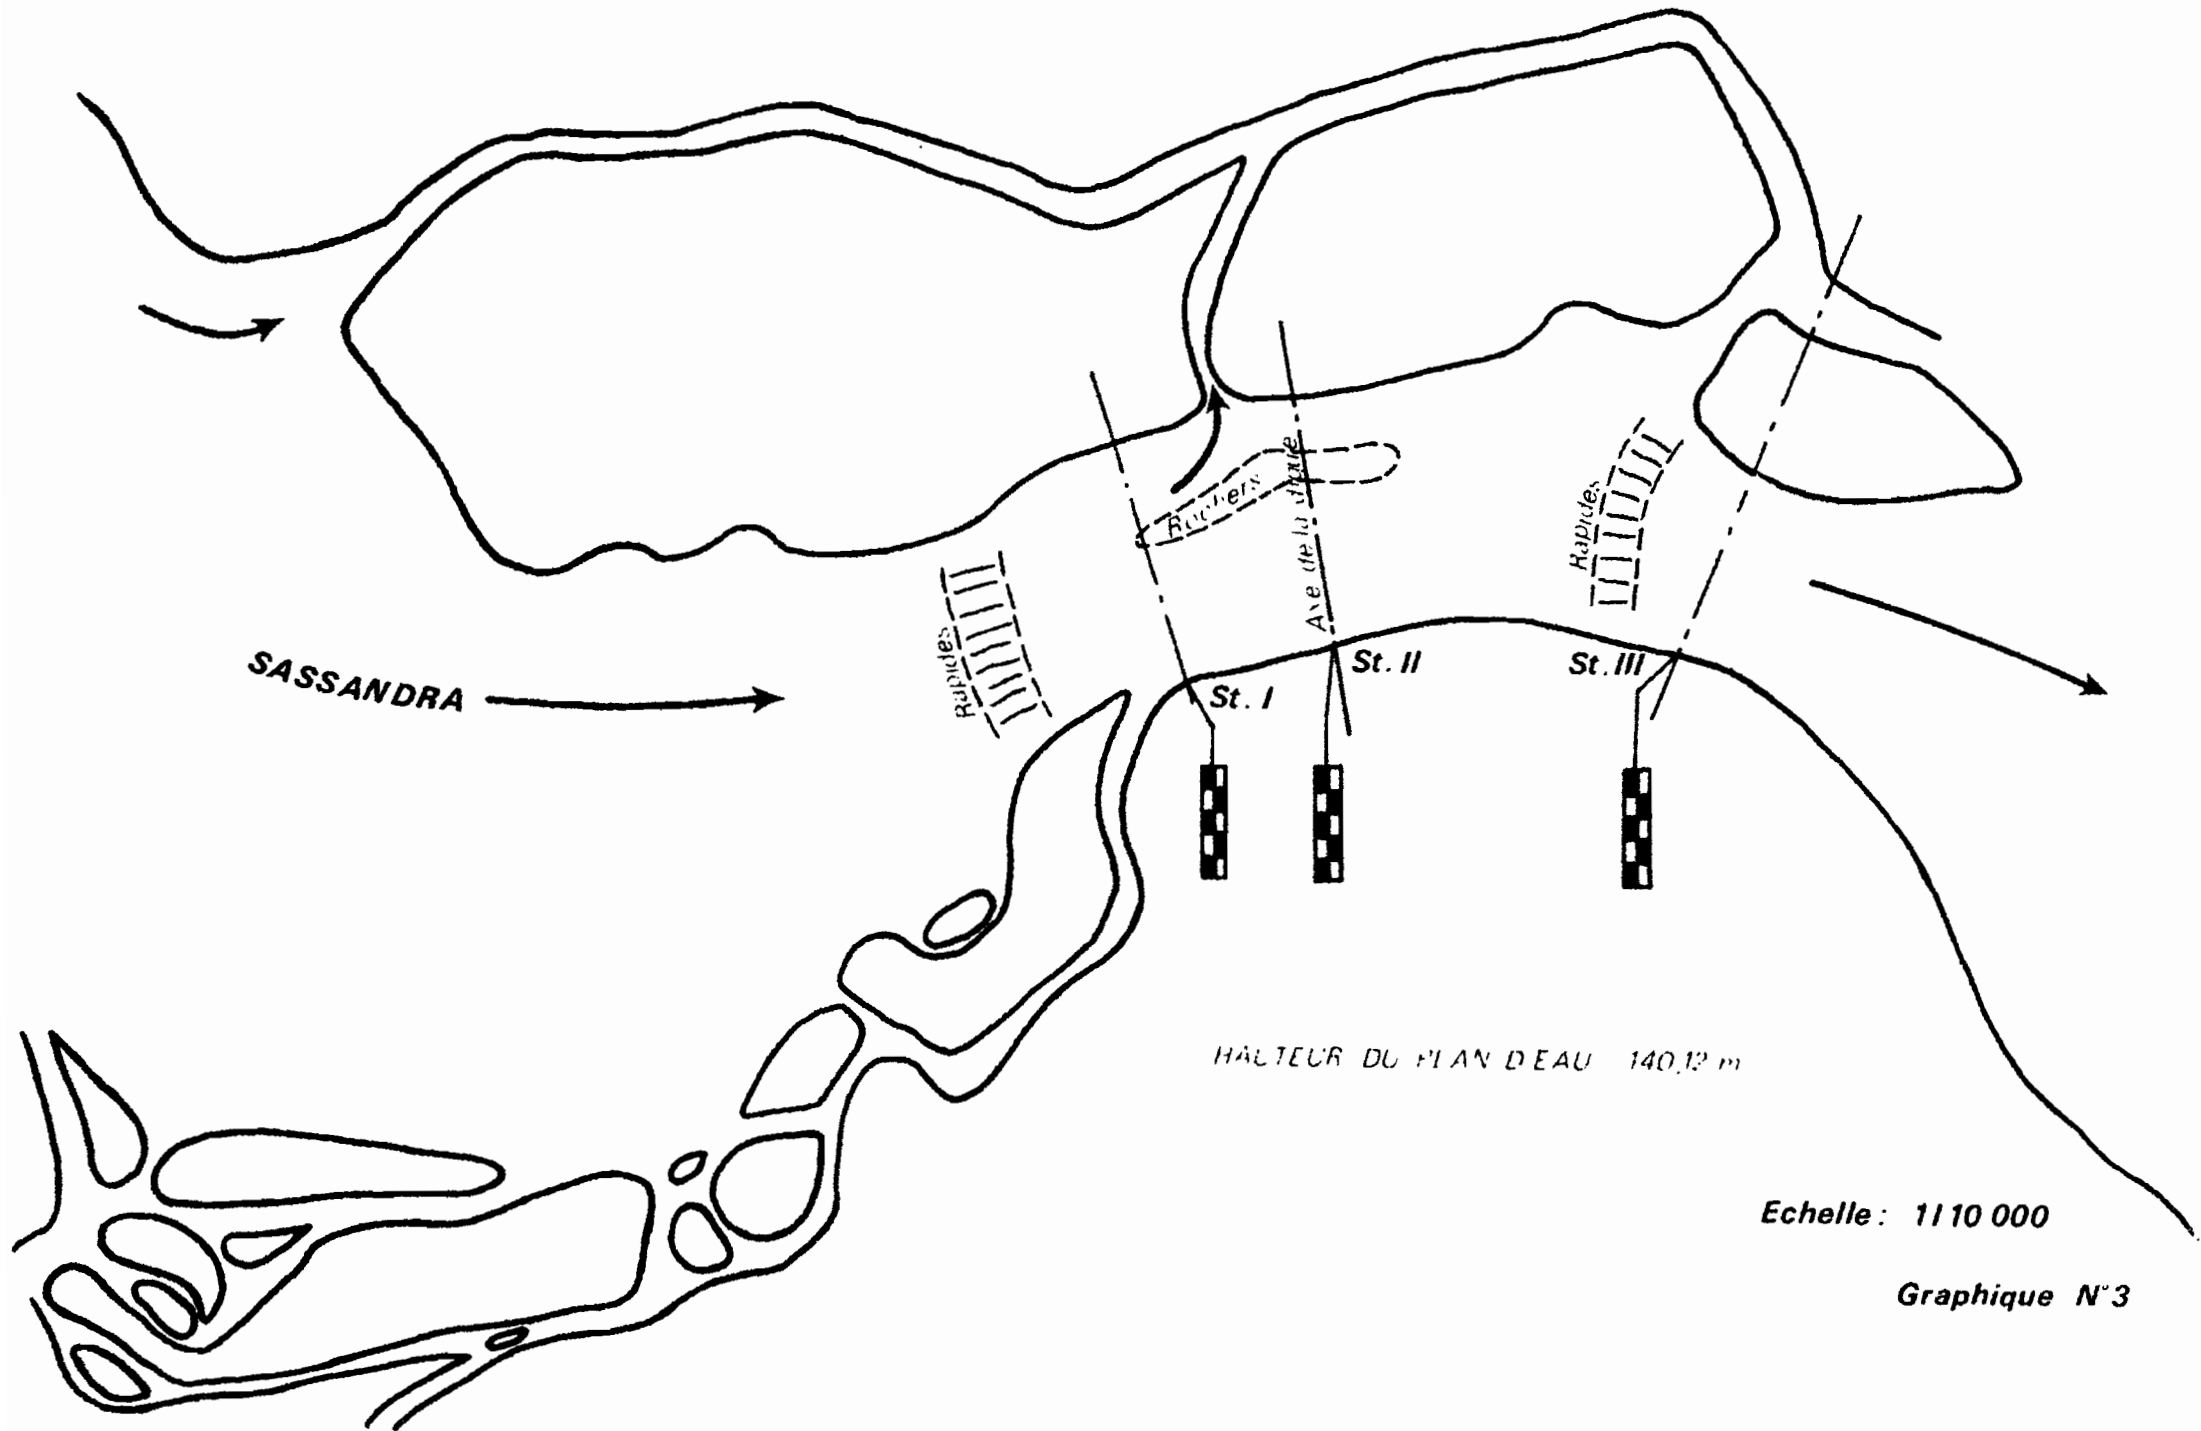 Rochers
Axe de la digue
Rapides
Rapides
SASSANDRA
St. I
St. II
St. III
HAUTEUR DU PLAN D'EAU 140,12 m
Echelle : 1/10 000
Graphique N°3